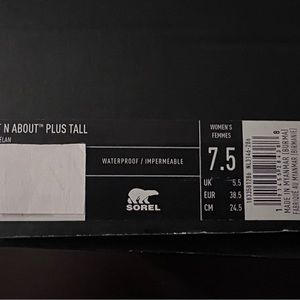 T N ABOUT™ PLUS TALL
ELAN
WATERPROOF / IMPERMÉABLE
SOREL
WOMEN'S
FEMMES
7.5
UK 5.5
EUR 38.5
CM 24.5
MADE IN MYANMAR (BURMA)